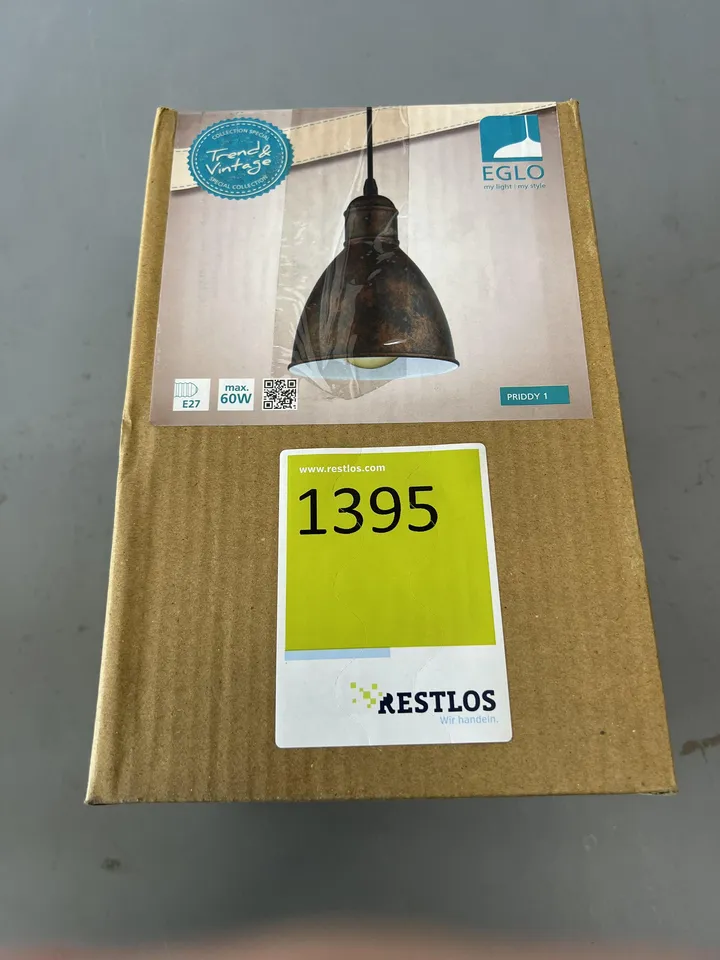 COLLECTION SPECIAL
Trend &
Vintage
SPECIAL COLLECTION
EGLO
my light | my style
E27
max.
60W
PRIDDY 1
www.restlos.com
1395
RESTLOS
Wir handeln.